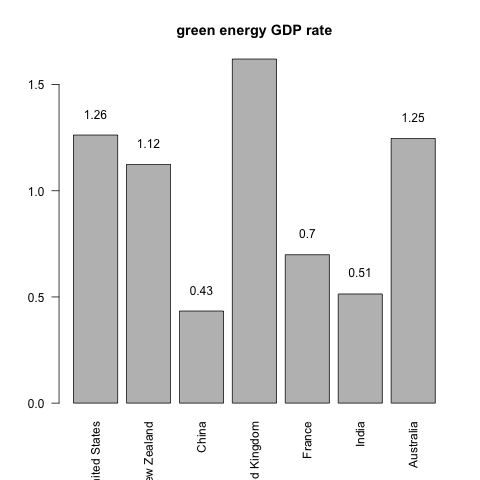 green energy GDP rate
1.5
1.0
0.5
0.0
1.26
1.12
0.43
0.7
0.51
1.25
ited States
w Zealand
China
d Kingdom
France
India
Australia